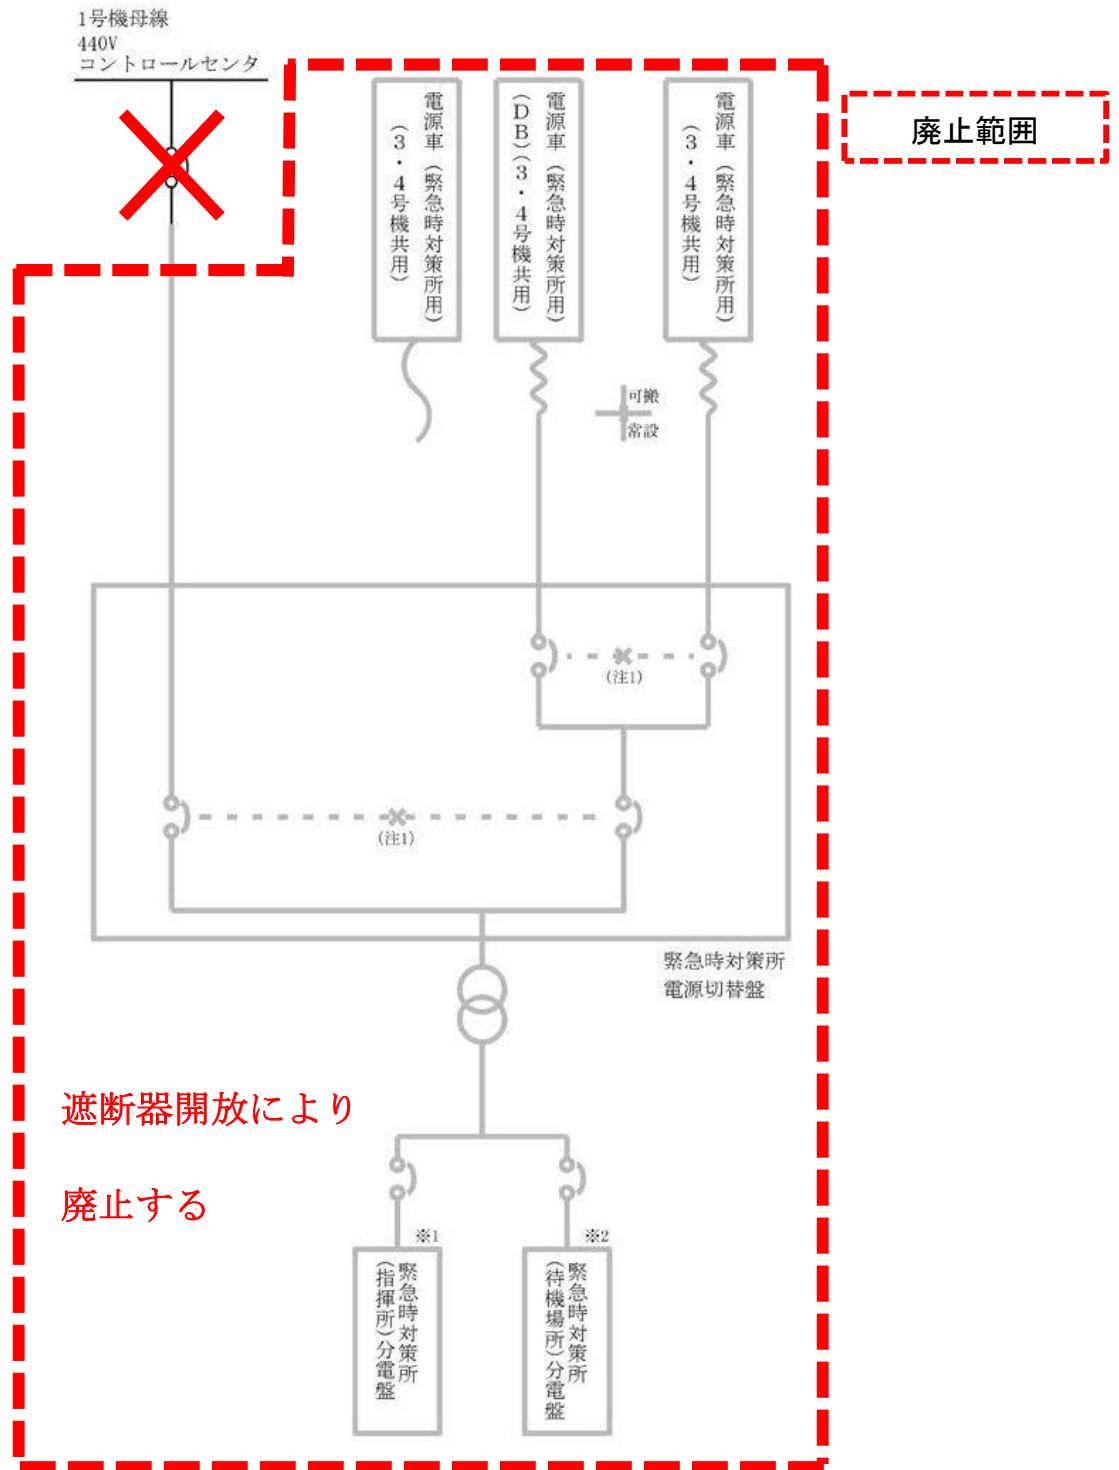 1号機母線
440V
コントロールセンタ
廃止範囲
電源車（緊急時対策所用）
（3・4号機共用）
電源車（緊急時対策所用）
（DB）（3・4号機共用）
電源車（緊急時対策所用）
（3・4号機共用）
可搬
常設
(注1)
(注1)
緊急時対策所
電源切替盤
遮断器開放により
廃止する
※1
※2
緊急時対策所
（指揮所）分電盤
緊急時対策所
（待機場所）分電盤